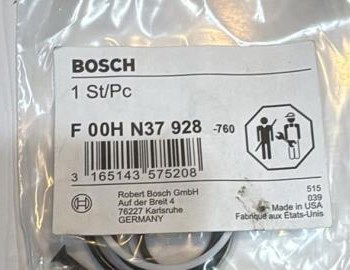 BOSCH
1 St/Pc
F 00H N37 928 -760
3 165143 575208
Robert Bosch GmbH
Auf der Breit 4
76227 Karlsruhe
GERMANY
515
039
Made in USA
Fabriqué aux États-Unis